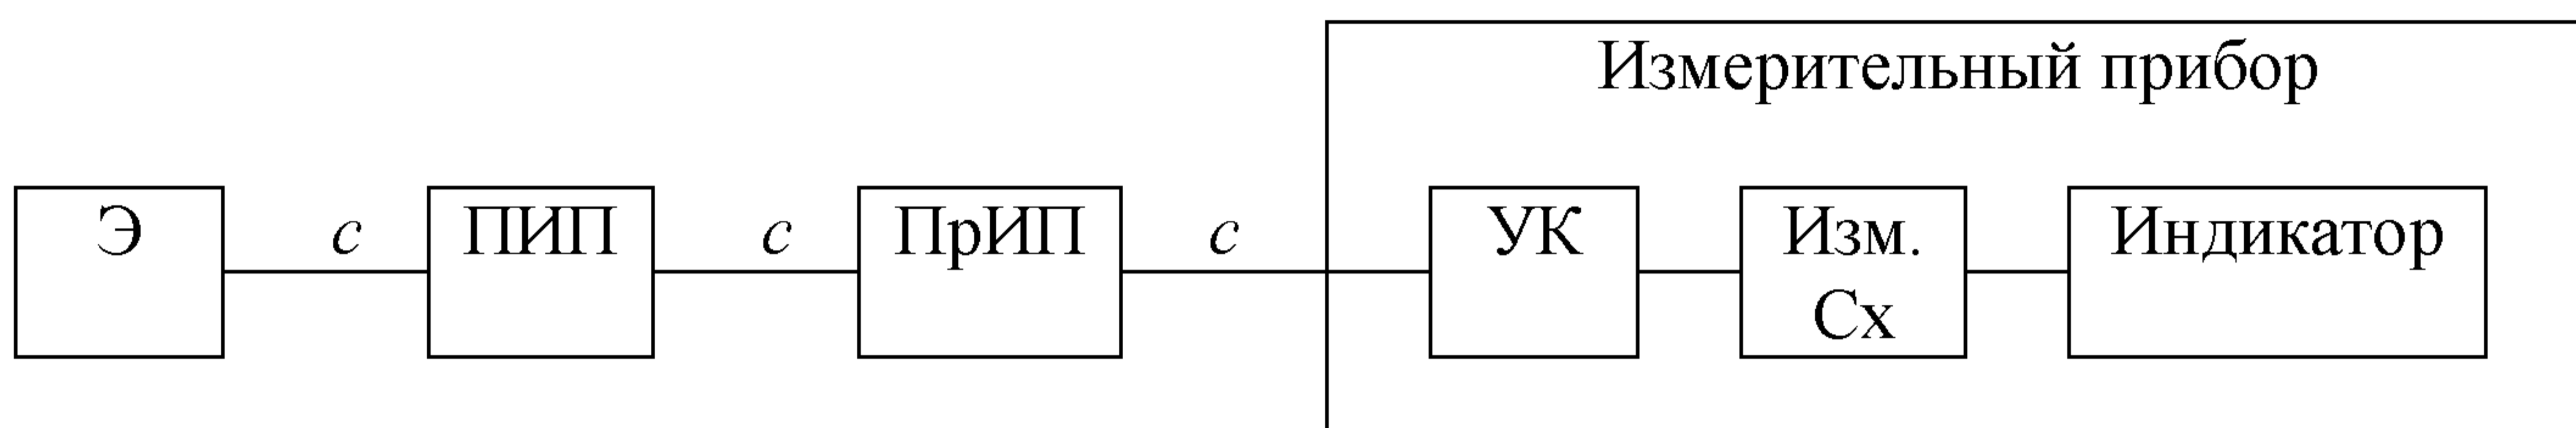 Измерительный прибор
Э с ПИП с ПрИП с УК Изм. Индикатор
Сх